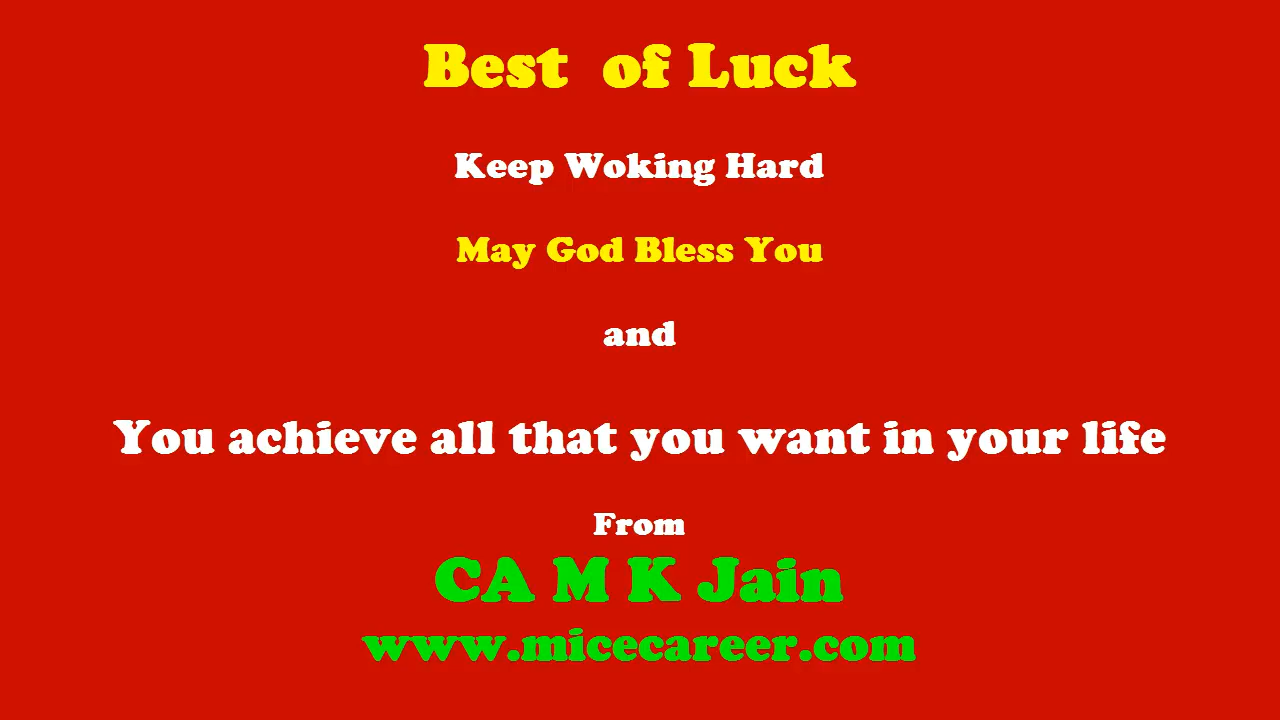 Best of Luck
Keep Woking Hard
May God Bless You
and
You achieve all that you want in your life
From
CA M K Jain
www.micecareer.com